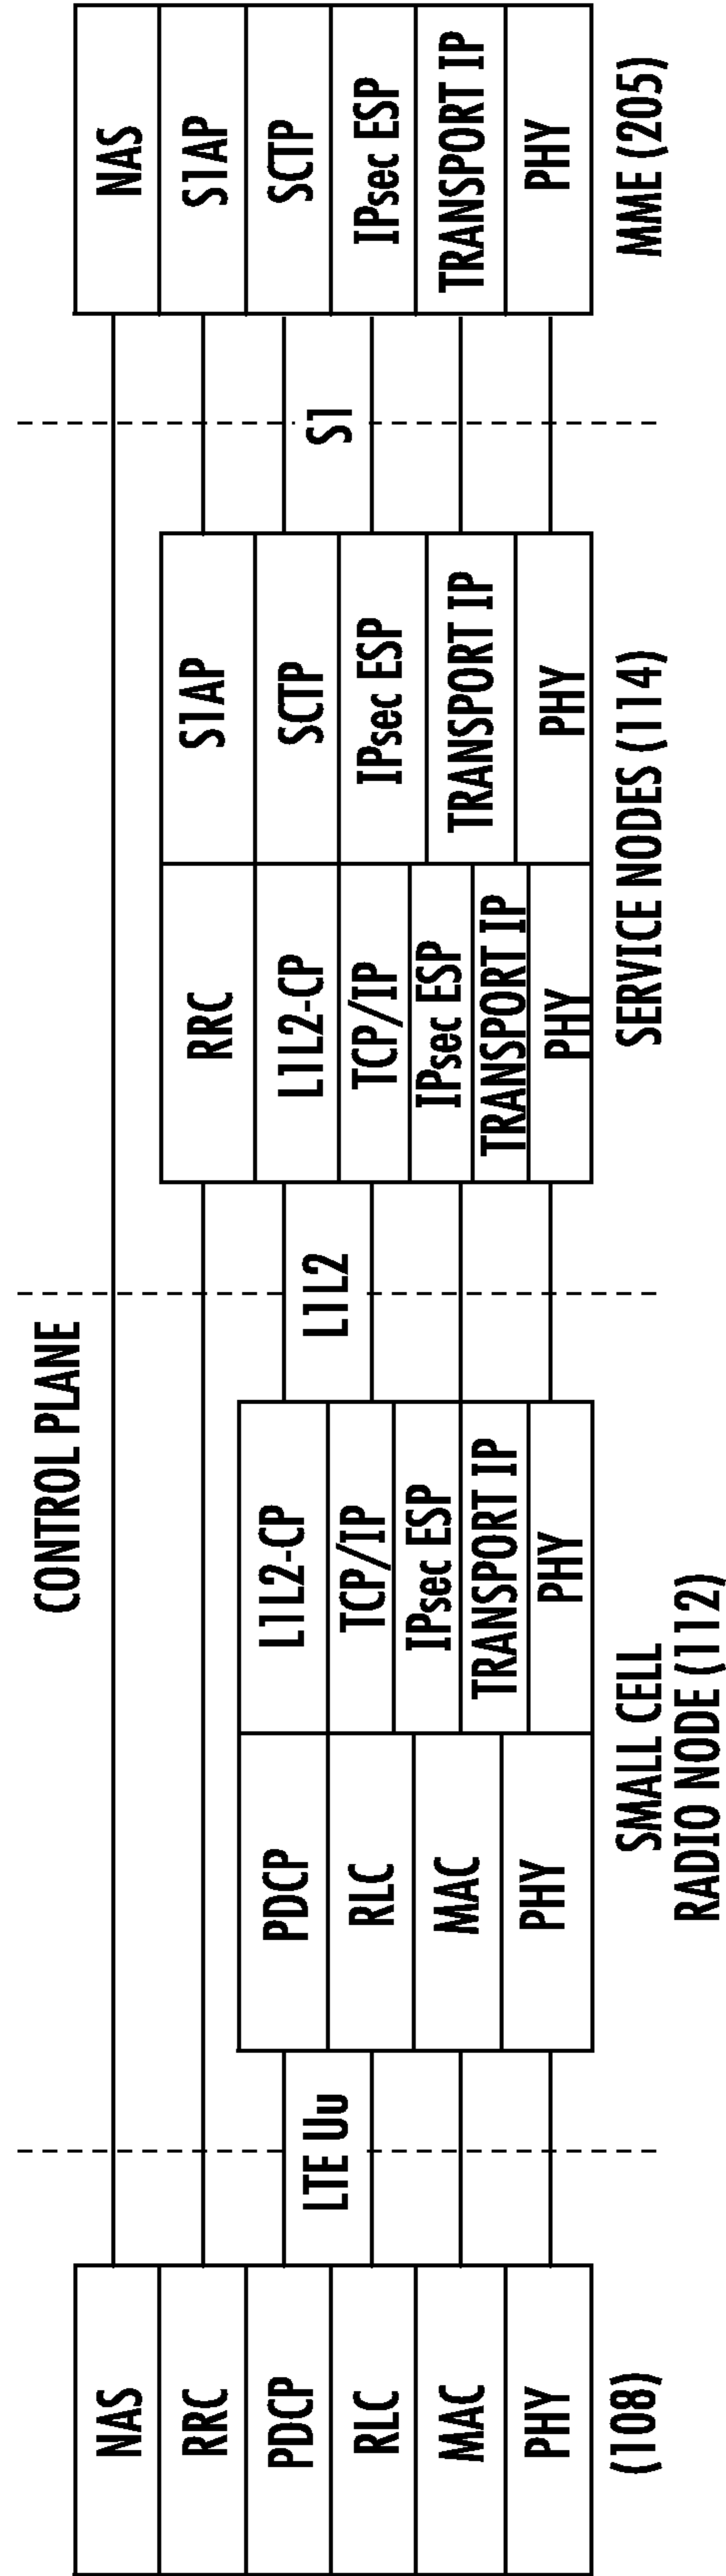 CONTROL PLANE
NAS
RRC
PDCP
RLC
MAC
PHY
(108)
LTE Uu
PDCP
RLC
MAC
PHY
L1L2-CP
TCP/IP
IPsec ESP
TRANSPORT IP
PHY
SMALL CELL
RADIO NODE (112)
L1L2
RRC
L1L2-CP
TCP/IP
IPsec ESP
TRANSPORT IP
PHY
S1AP
SCTP
IPsec ESP
TRANSPORT IP
PHY
SERVICE NODES (114)
S1
NAS
S1AP
SCTP
IPsec ESP
TRANSPORT IP
PHY
MME (205)